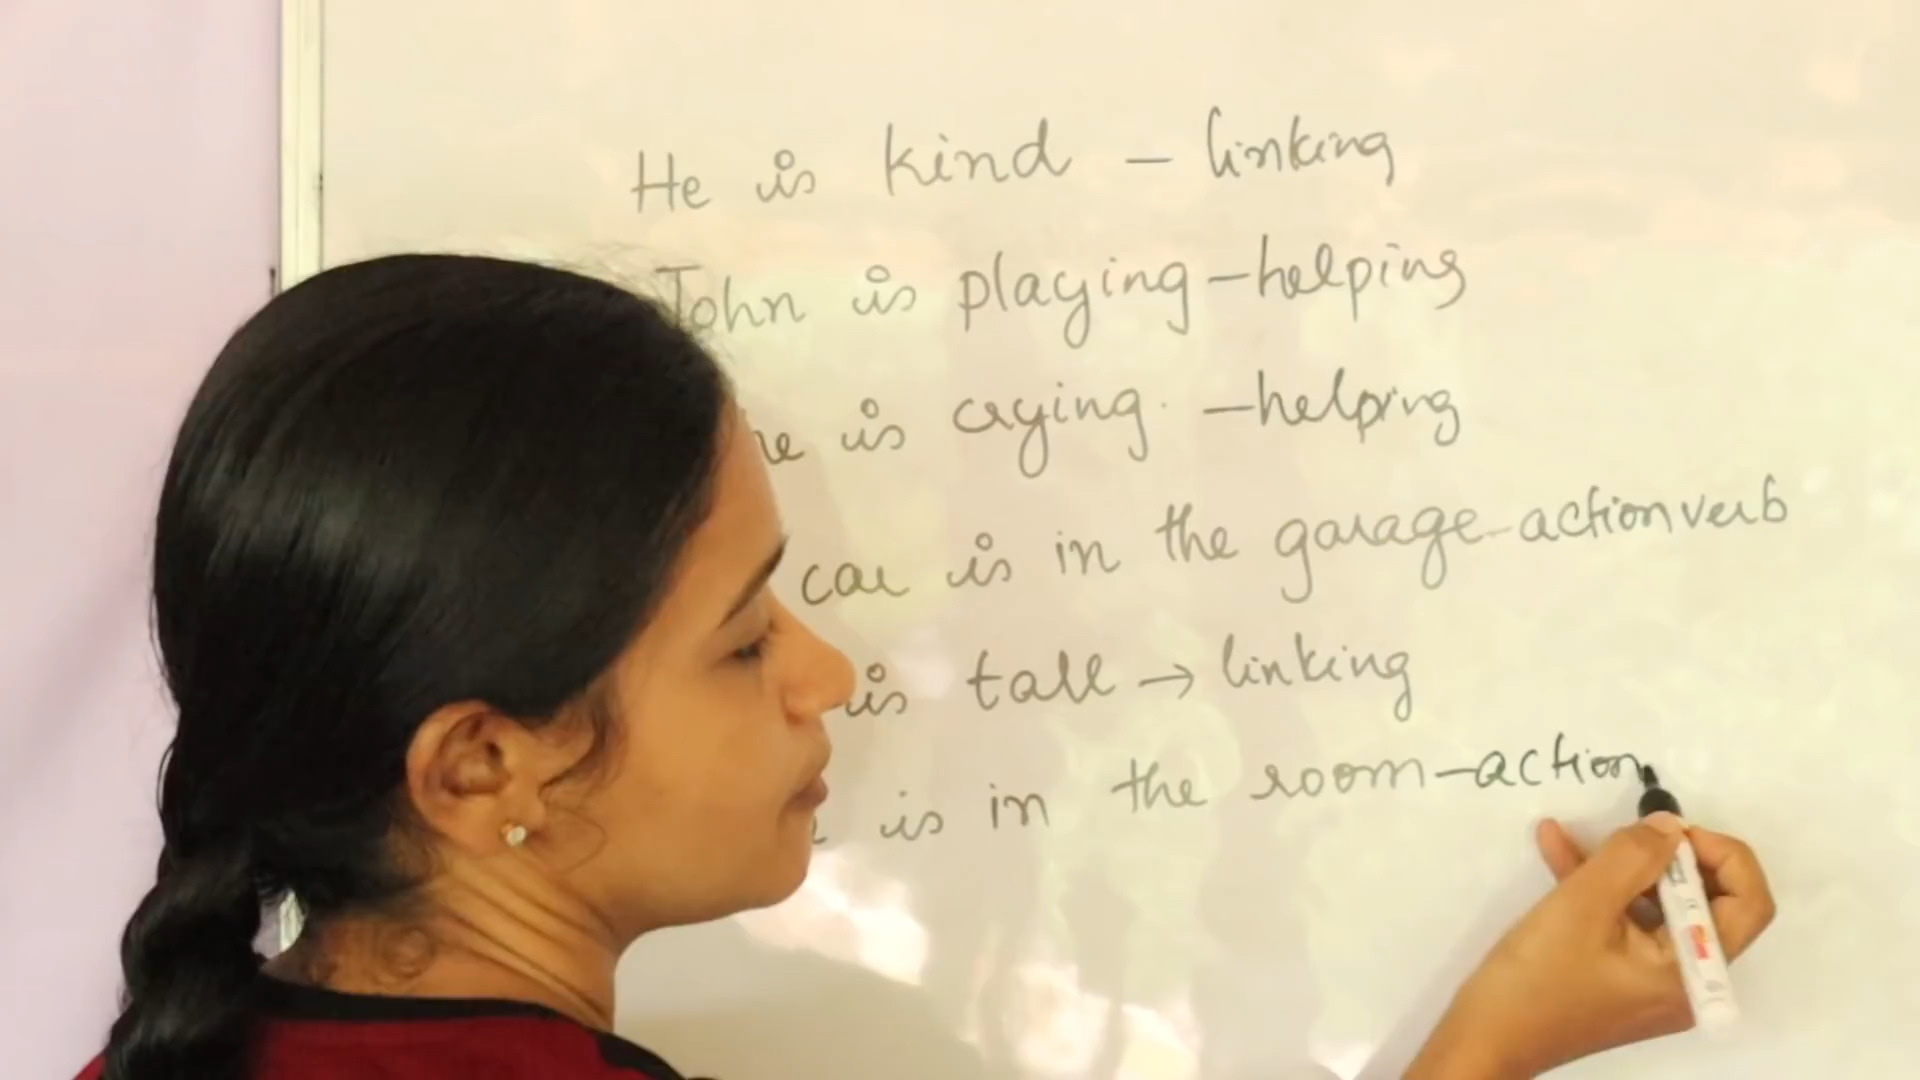 He is kind - linking
John is playing - helping
is crying. - helping
car is in the garage - action verb
is tall → linking
is in the room - action